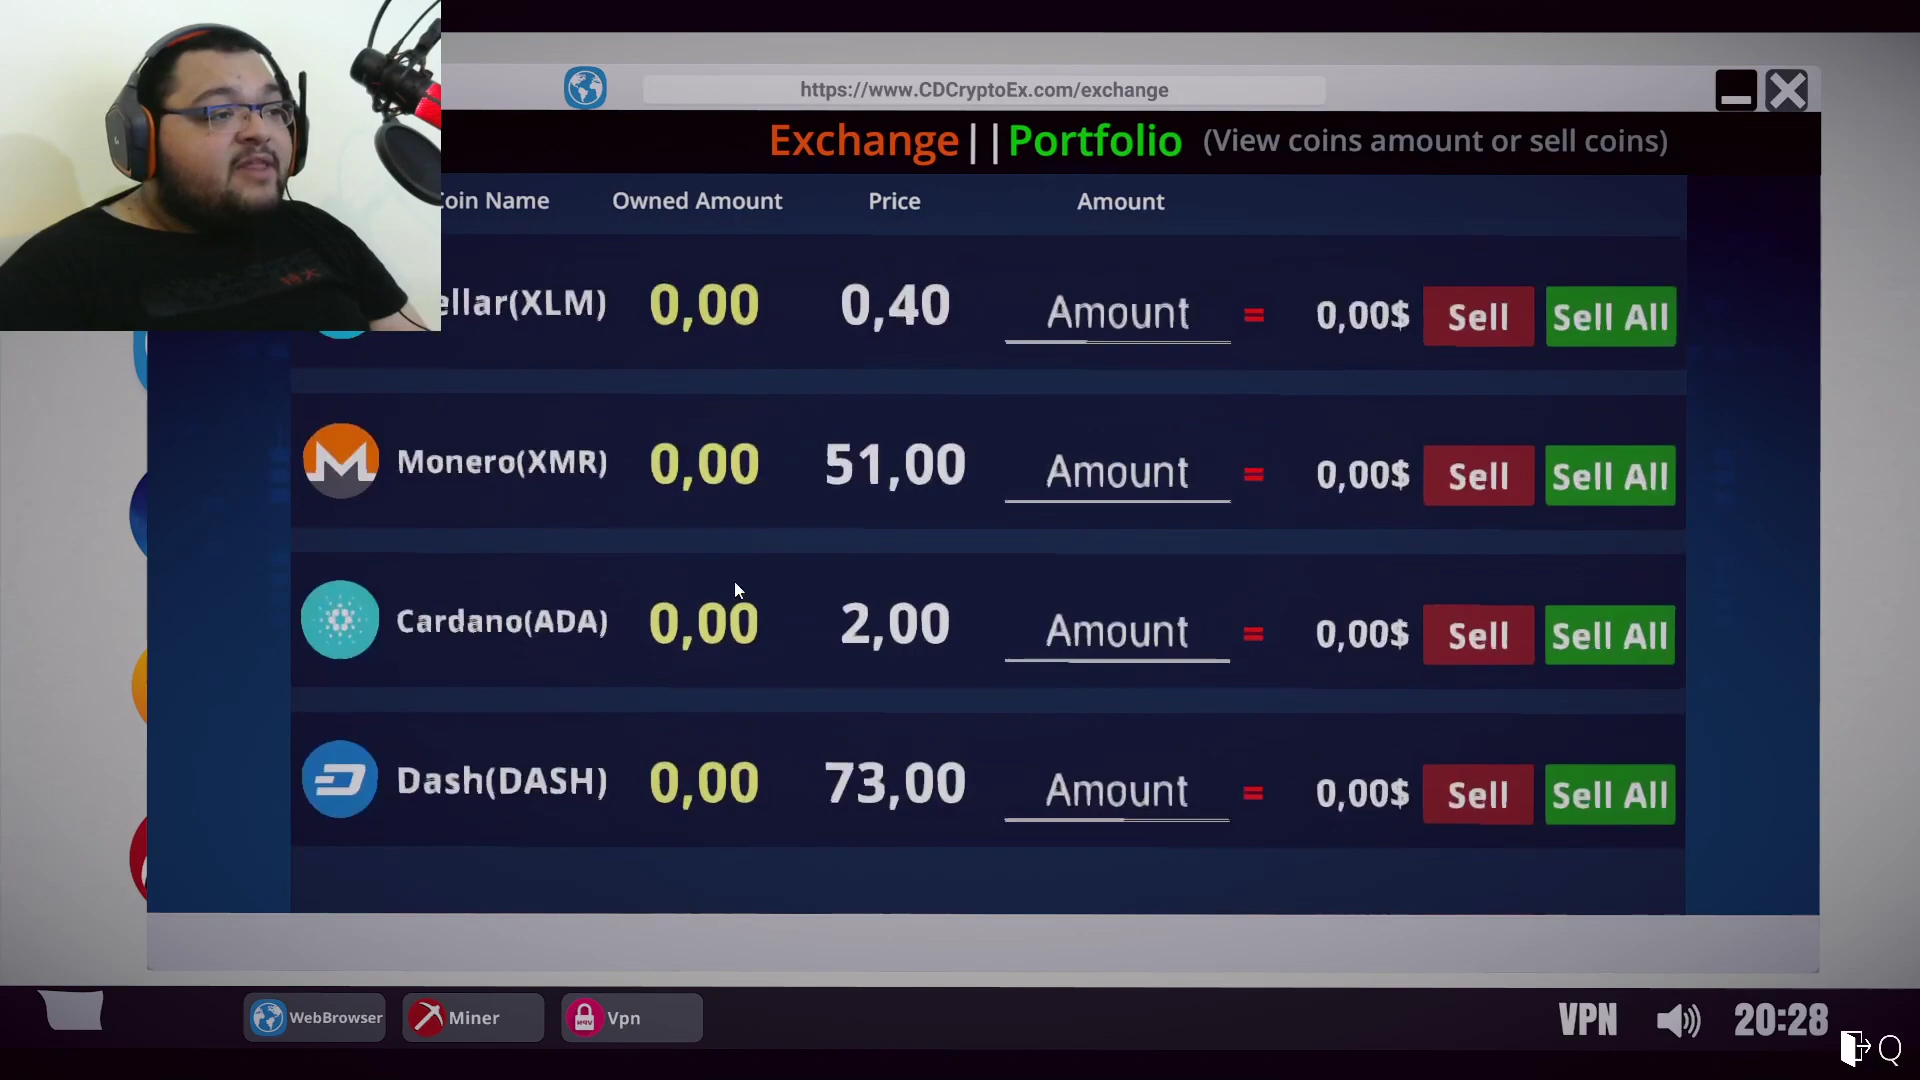 https://www.CDCryptoEx.com/exchange
Exchange||Portfolio (View coins amount or sell coins)
oin Name Owned Amount Price Amount
ellar(XLM) 0,00 0,40 Amount = 0,00$ Sell Sell All
Monero(XMR) 0,00 51,00 Amount = 0,00$ Sell Sell All
Cardano(ADA) 0,00 2,00 Amount = 0,00$ Sell Sell All
Dash(DASH) 0,00 73,00 Amount = 0,00$ Sell Sell All
WebBrowser Miner Vpn VPN 20:28
Q